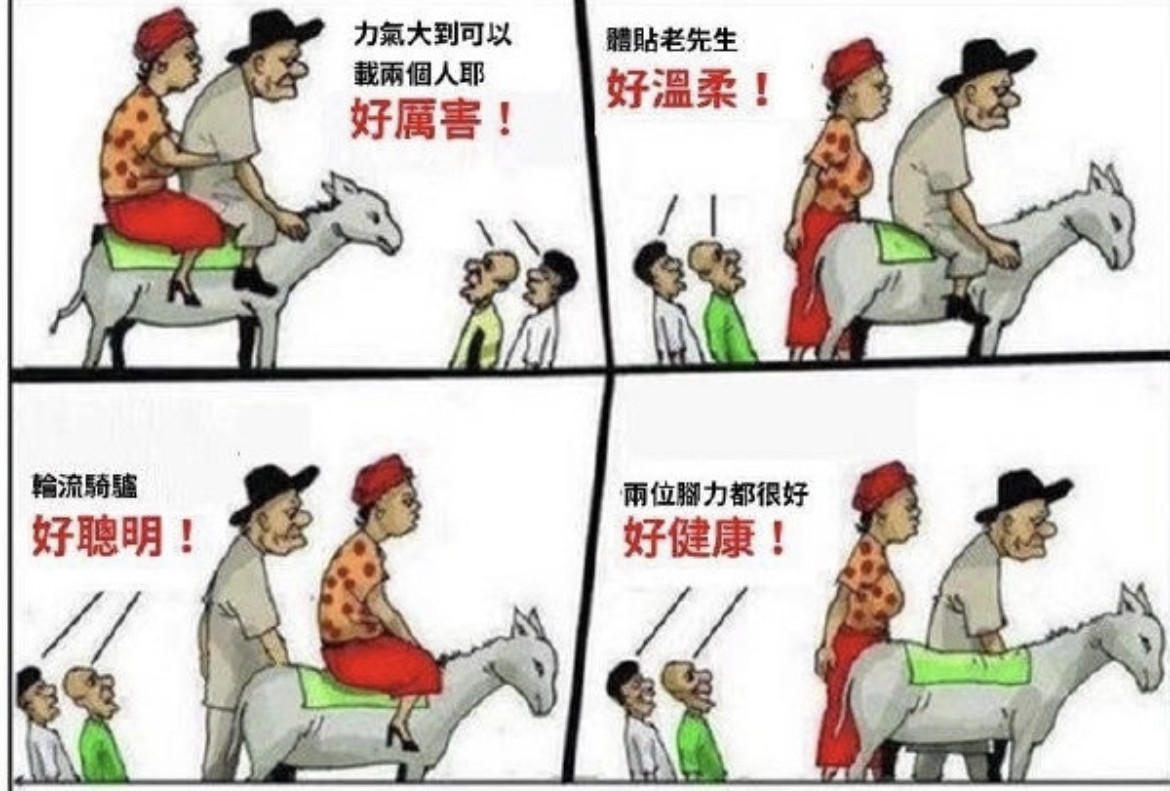 力氣大到可以
載兩個人耶
好厲害！
體貼老先生
好溫柔！
輪流騎驢
好聰明！
兩位腳力都很好
好健康！